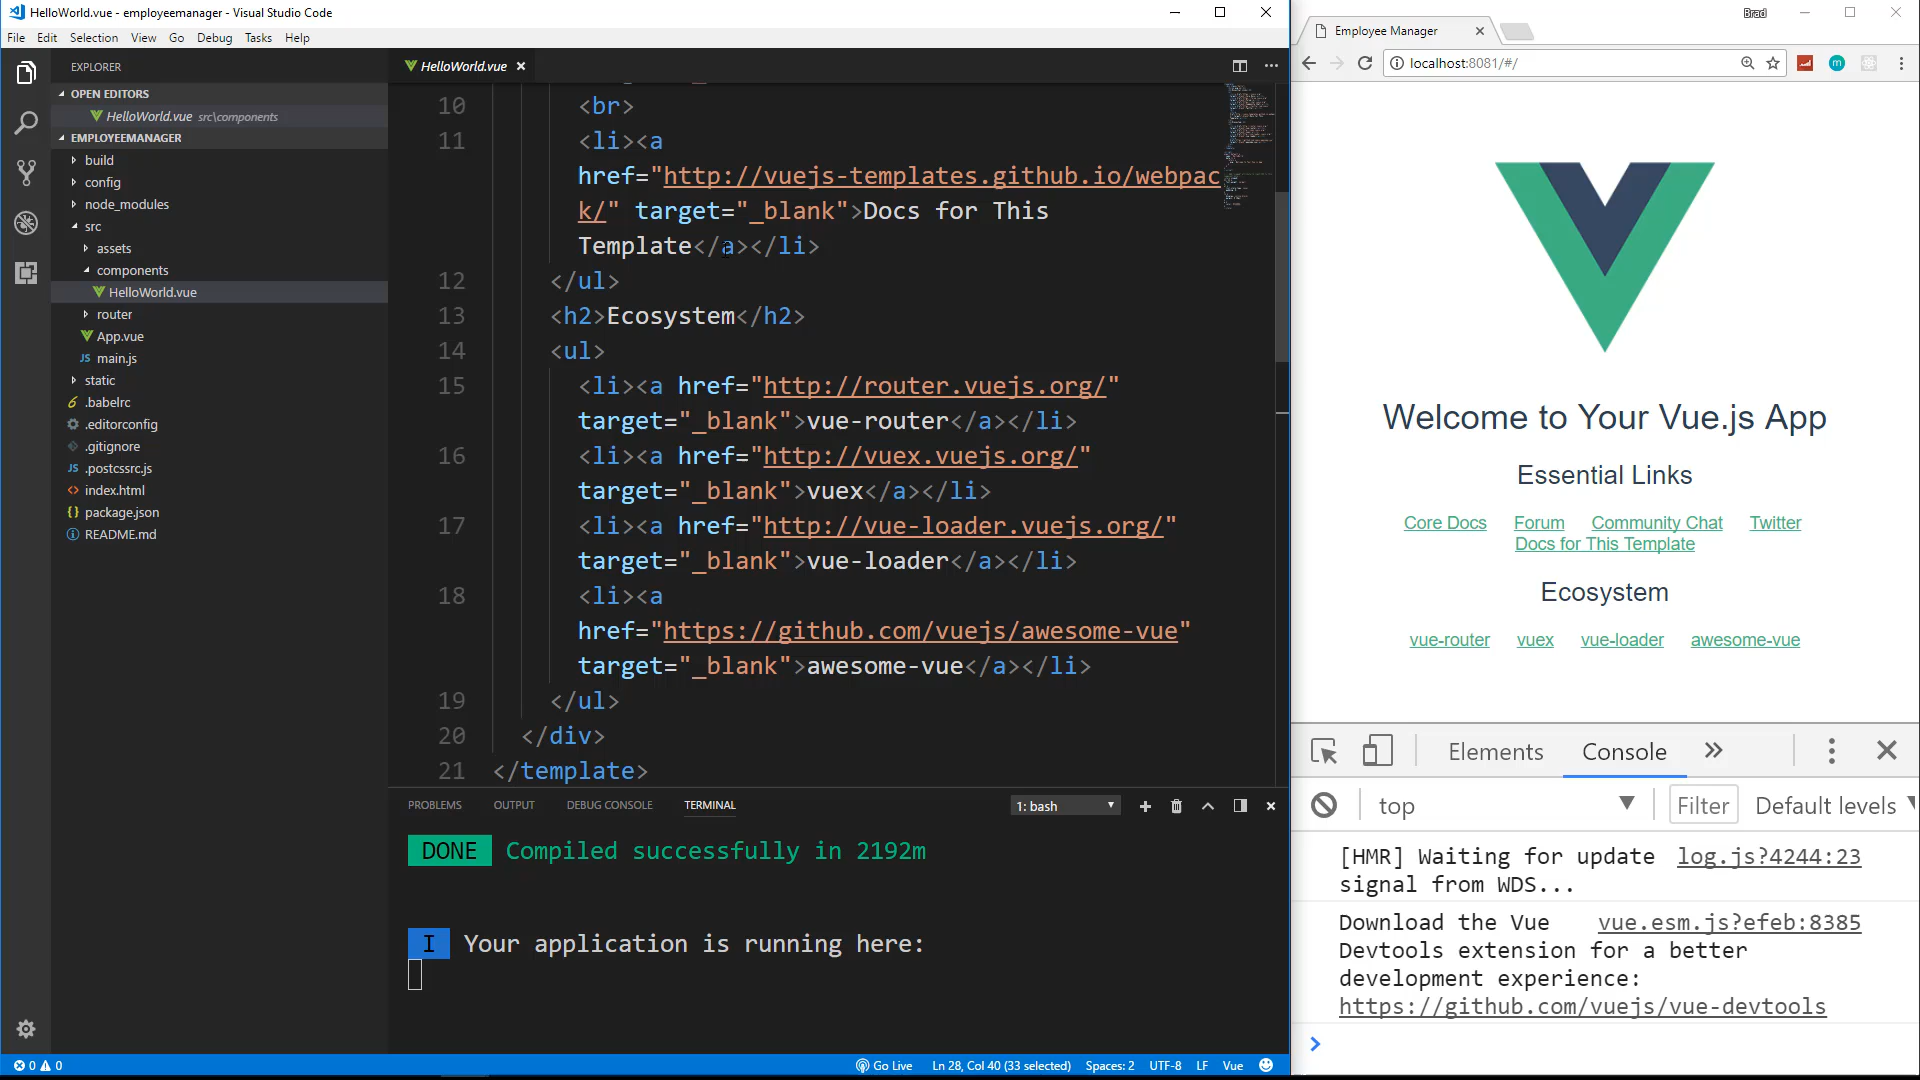 HelloWorld.vue - employeemanager - Visual Studio Code
File Edit Selection View Go Debug Tasks Help
EXPLORER
OPEN EDITORS
HelloWorld.vue src\components
EMPLOYEEMANAGER
build
config
node_modules
src
assets
components
HelloWorld.vue
router
App.vue
JS main.js
static
.babelrc
.editorconfig
.gitignore
JS .postcssrc.js
index.html
{} package.json
README.md
HelloWorld.vue
10 <br>
11 <li><a
href="http://vuejs-templates.github.io/webpac
k/" target="_blank">Docs for This
Template</a></li>
12 </ul>
13 <h2>Ecosystem</h2>
14 <ul>
15 <li><a href="http://router.vuejs.org/"
target="_blank">vue-router</a></li>
16 <li><a href="http://vuex.vuejs.org/"
target="_blank">vuex</a></li>
17 <li><a href="http://vue-loader.vuejs.org/"
target="_blank">vue-loader</a></li>
18 <li><a
href="https://github.com/vuejs/awesome-vue"
target="_blank">awesome-vue</a></li>
19 </ul>
20 </div>
21 </template>
PROBLEMS OUTPUT DEBUG CONSOLE TERMINAL 1: bash
DONE Compiled successfully in 2192m
I Your application is running here:
0 0 Go Live Ln 28, Col 40 (33 selected) Spaces: 2 UTF-8 LF Vue
Brad
Employee Manager
localhost:8081/#/
Welcome to Your Vue.js App
Essential Links
Core Docs Forum Community Chat Twitter
Docs for This Template
Ecosystem
vue-router vuex vue-loader awesome-vue
Elements Console
top Filter Default levels
[HMR] Waiting for update log.js?4244:23
signal from WDS...
Download the Vue vue.esm.js?efeb:8385
Devtools extension for a better
development experience:
https://github.com/vuejs/vue-devtools